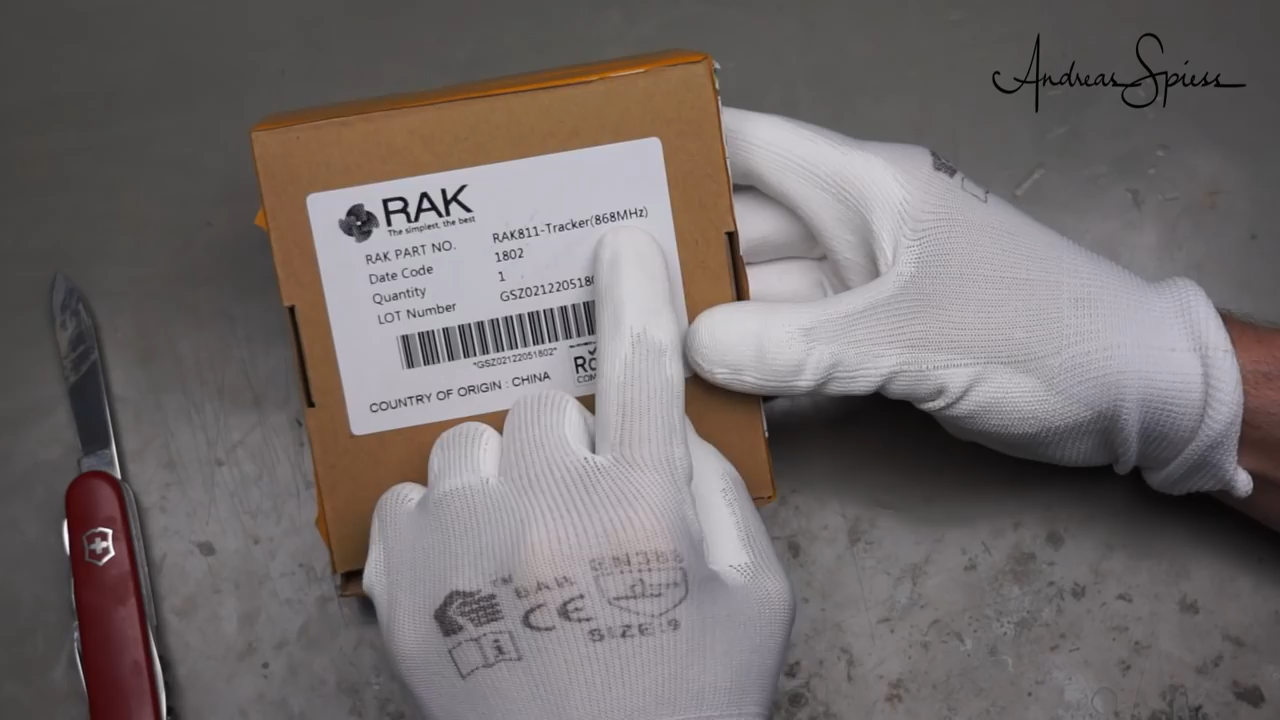 Andreas Spiess
RAK
The simplest, the best
RAK PART NO. RAK811-Tracker(868MHz)
Date Code 1802
Quantity 1
LOT Number GSZ0212205180
*GSZ02122051802*
COUNTRY OF ORIGIN : CHINA
CE
SIZE:9